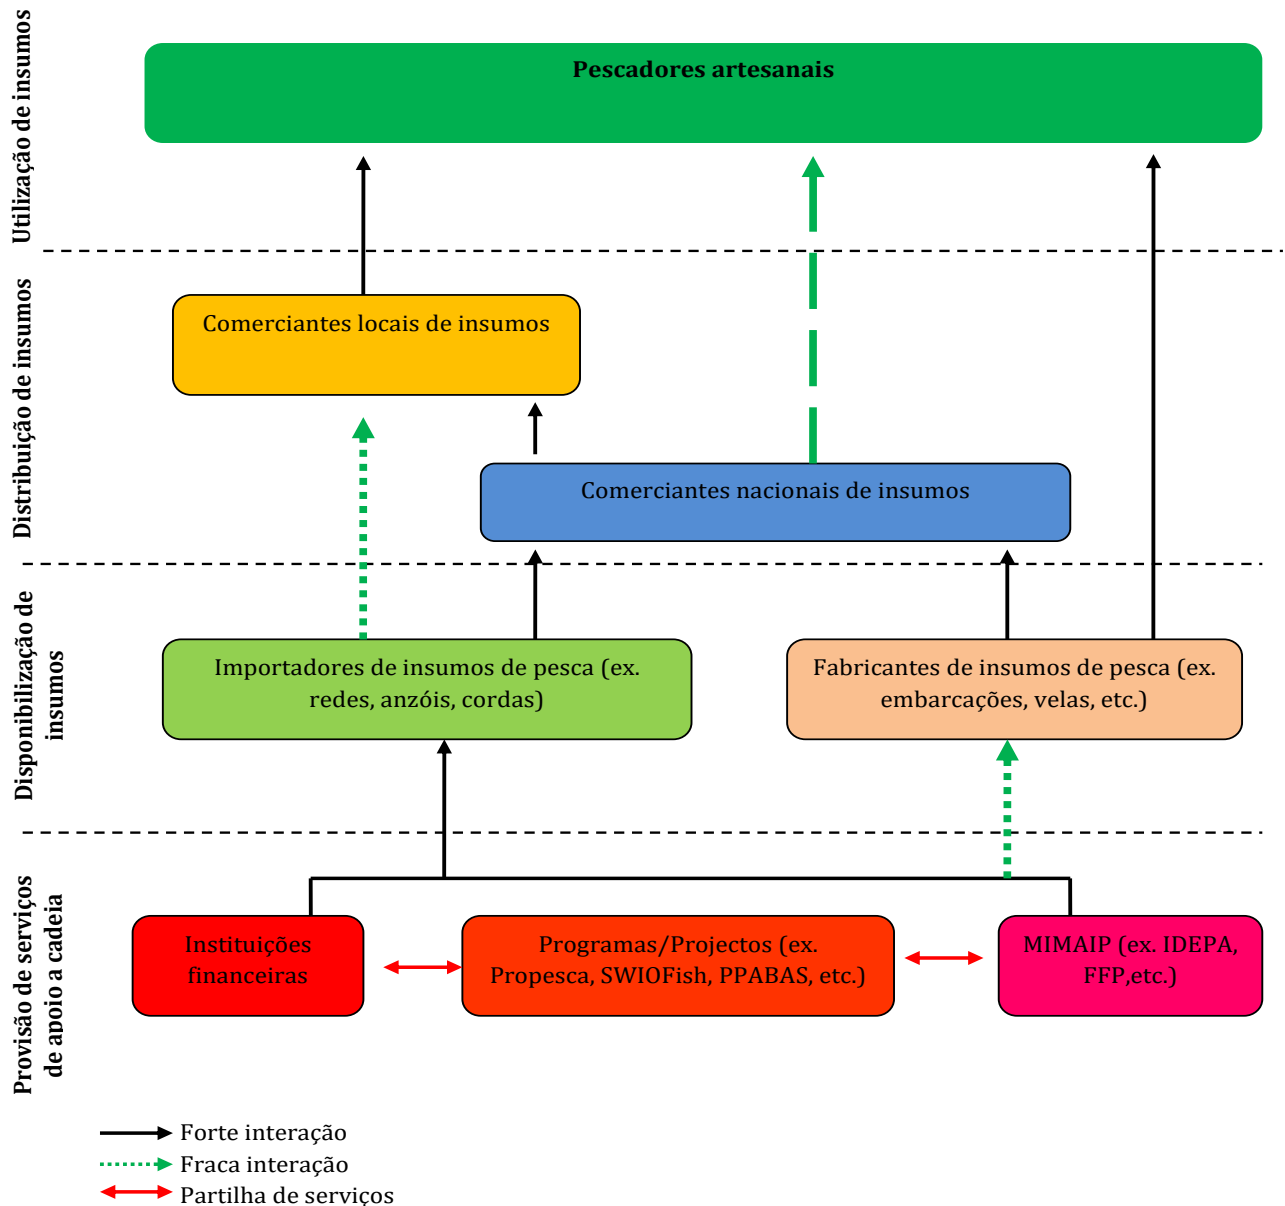 Utilização de insumos
Pescadores artesanais
Distribuição de insumos
Comerciantes locais de insumos
Comerciantes nacionais de insumos
Disponibilização de
insumos
Importadores de insumos de pesca (ex.
redes, anzóis, cordas)
Fabricantes de insumos de pesca (ex.
embarcações, velas, etc.)
Provisão de serviços
de apoio a cadeia
Instituições
financeiras
Programas/Projectos (ex.
Propesca, SWIOFish, PPABAS, etc.)
MIMAIP (ex. IDEPA,
FFP,etc.)
Forte interação
Fraca interação
Partilha de serviços